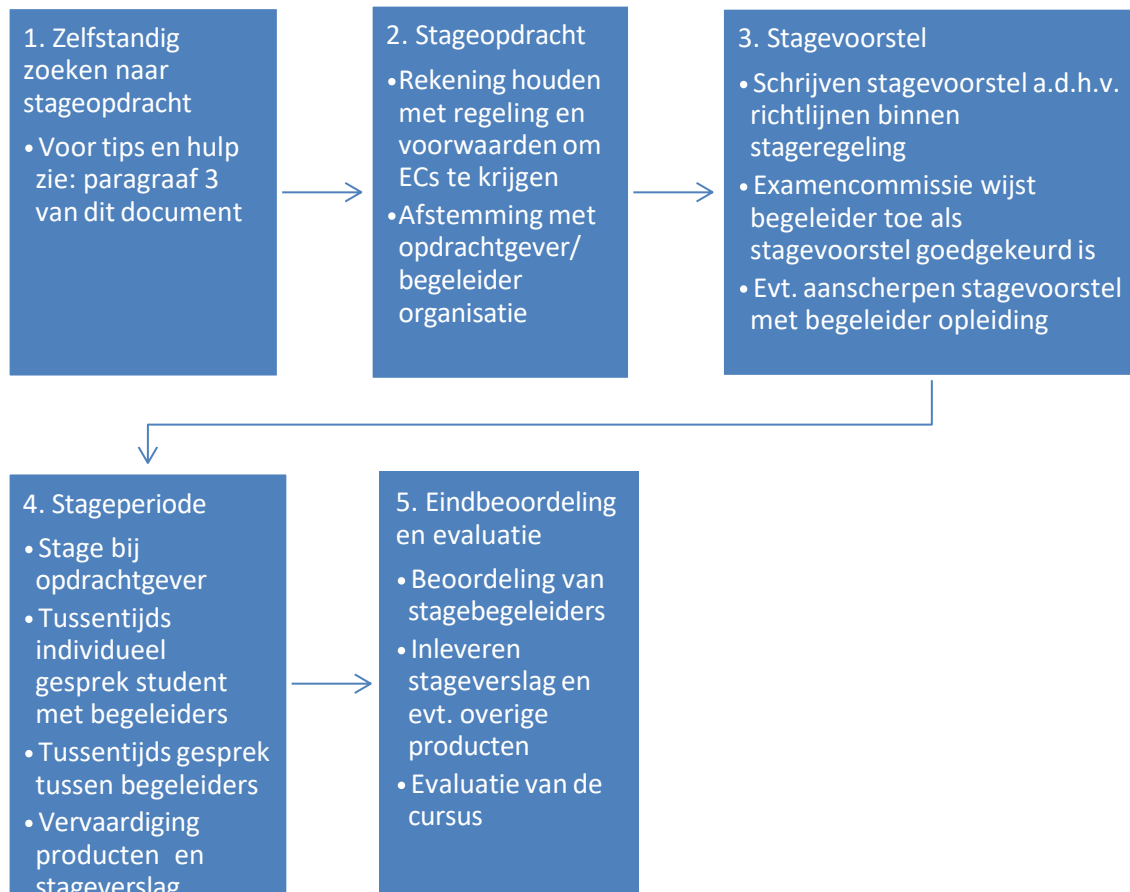 1. Zelfstandig
zoeken naar
stageopdracht
• Voor tips en hulp
zie: paragraaf 3
van dit document
2. Stageopdracht
•Rekening houden
met regeling en
voorwaarden om
ECs te krijgen
•Afstemming met
opdrachtgever/
begeleider
organisatie
3. Stagevoorstel
• Schrijven stagevoorstel a.d.h.v.
richtlijnen binnen
stageregeling
• Examencommissie wijst
begeleider toe als
stagevoorstel goedgekeurd is
• Evt. aanscherpen stagevoorstel
met begeleider opleiding
4. Stageperiode
• Stage bij
opdrachtgever
• Tussentijds
individueel
gesprek student
met begeleiders
• Tussentijds gesprek
tussen begeleiders
• Vervaardiging
producten en
stageverslag
5. Eindbeoordeling
en evaluatie
• Beoordeling van
stagebegeleiders
• Inleveren
stageverslag en
evt. overige
producten
• Evaluatie van de
cursus